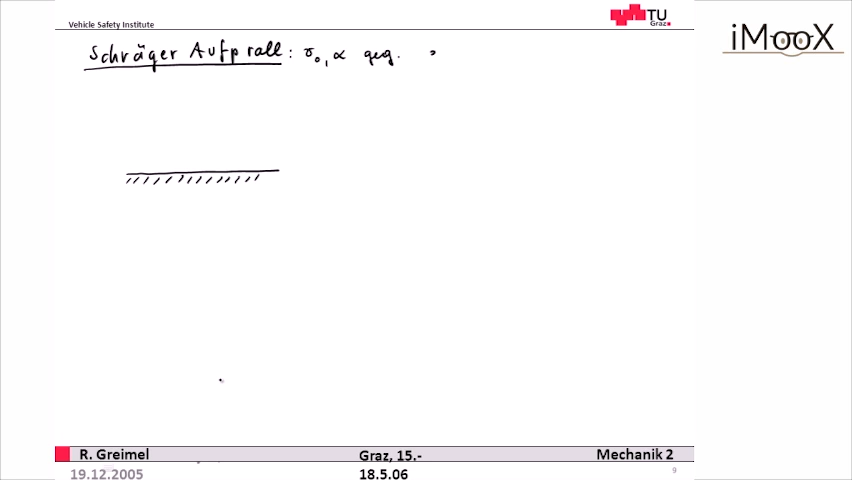 Vehicle Safety Institute
TU
Graz
iMooX
Schräger Aufprall: v₀, α geg.
R. Greimel Graz, 15.- Mechanik 2
19.12.2005 18.5.06 9